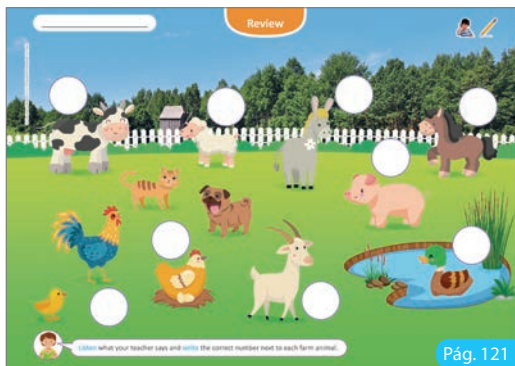 Review
Listen what your teacher says and write the correct number next to each farm animal.
Pág. 121